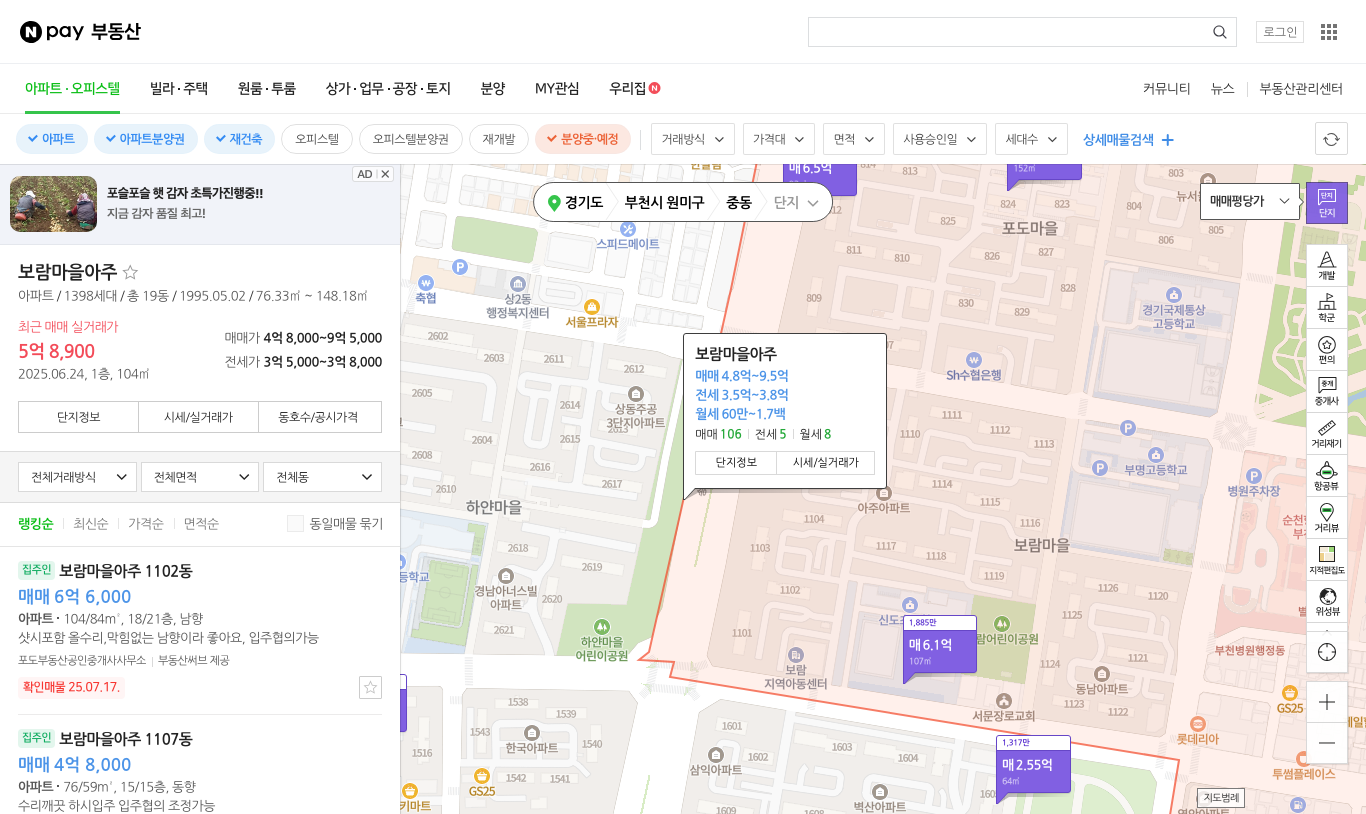 N pay 부동산
로그인
아파트·오피스텔 빌라·주택 원룸·투룸 상가·업무·공장·토지 분양 MY관심 우리집 N
커뮤니티 뉴스 부동산관리센터
아파트 아파트분양권 재건축 오피스텔 오피스텔분양권 재개발 분양중·예정 거래방식 가격대 면적 사용승인일 세대수 상세매물검색
AD
포슬포슬 햇 감자 초특가진행중!!
지금 감자 품질 최고!
보람마을아주
아파트 / 1398세대 / 총 19동 / 1995.05.02 / 76.33㎡ ~ 148.18㎡
최근 매매 실거래가
5억 8,900
2025.06.24, 1층, 104㎡
매매가 4억 8,000~9억 5,000
전세가 3억 5,000~3억 8,000
단지정보 시세/실거래가 동호수/공시가격
전체거래방식 전체면적 전체동
랭킹순 최신순 가격순 면적순 동일매물 묶기
집주인 보람마을아주 1102동
매매 6억 6,000
아파트 · 104/84m², 18/21층, 남향
샷시포함 올수리,막힘없는 남향이라 좋아요, 입주협의가능
포도부동산공인중개사사무소 부동산써브 제공
확인매물 25.07.17.
집주인 보람마을아주 1107동
매매 4억 8,000
아파트 · 76/59m², 15/15층, 동향
수리깨끗 하시입주 입주협의 조정가능
매 6.5억
152㎡
813
814
경기도 부천시 원미구 중동 단지
매매평당가
단지
단지
스피드메이트
축협
상2동
행정복지센터
서울프라자
824
823
포도마을
828
810
826
827
809
829
830
825
808
806
805
경기국제통상
고등학교
2602
2603
2611
2612
2604
2605
2613
2608
2616
2617
2610
2618
2619
2620
2621
상동주공
3단지아파트
하얀마을
경남아너스빌
아파트
하얀마을
어린이공원
보람마을아주
매매 4.8억~9.5억
전세 3.5억~3.8억
월세 60만~1.7백
매매 106 전세 5 월세 8
단지정보 시세/실거래가
Sh수협은행
1111
1112
1109
1114
1115
1104
1103
1101
1116
1117
1119
1126
1125
1124
1121
1122
1123
아주아파트
보람마을
부명고등학교
병원주차장
신도초
1,885만
매 6.1억
107㎡
보람
지역아동센터
서문장로교회
동남아파트
부천병원행정동
GS25
롯데리아
투썸플레이스
1,317만
매 2.55억
64㎡
1538
1539
1516
1542
1541
한국아파트
GS25
키마트
1601
1602
1603
1604
삼익아파트
벽산아파트
개발
학군
편의
중개
중개사
거리재기
항공뷰
거리뷰
지적편집도
위성뷰
지도범례